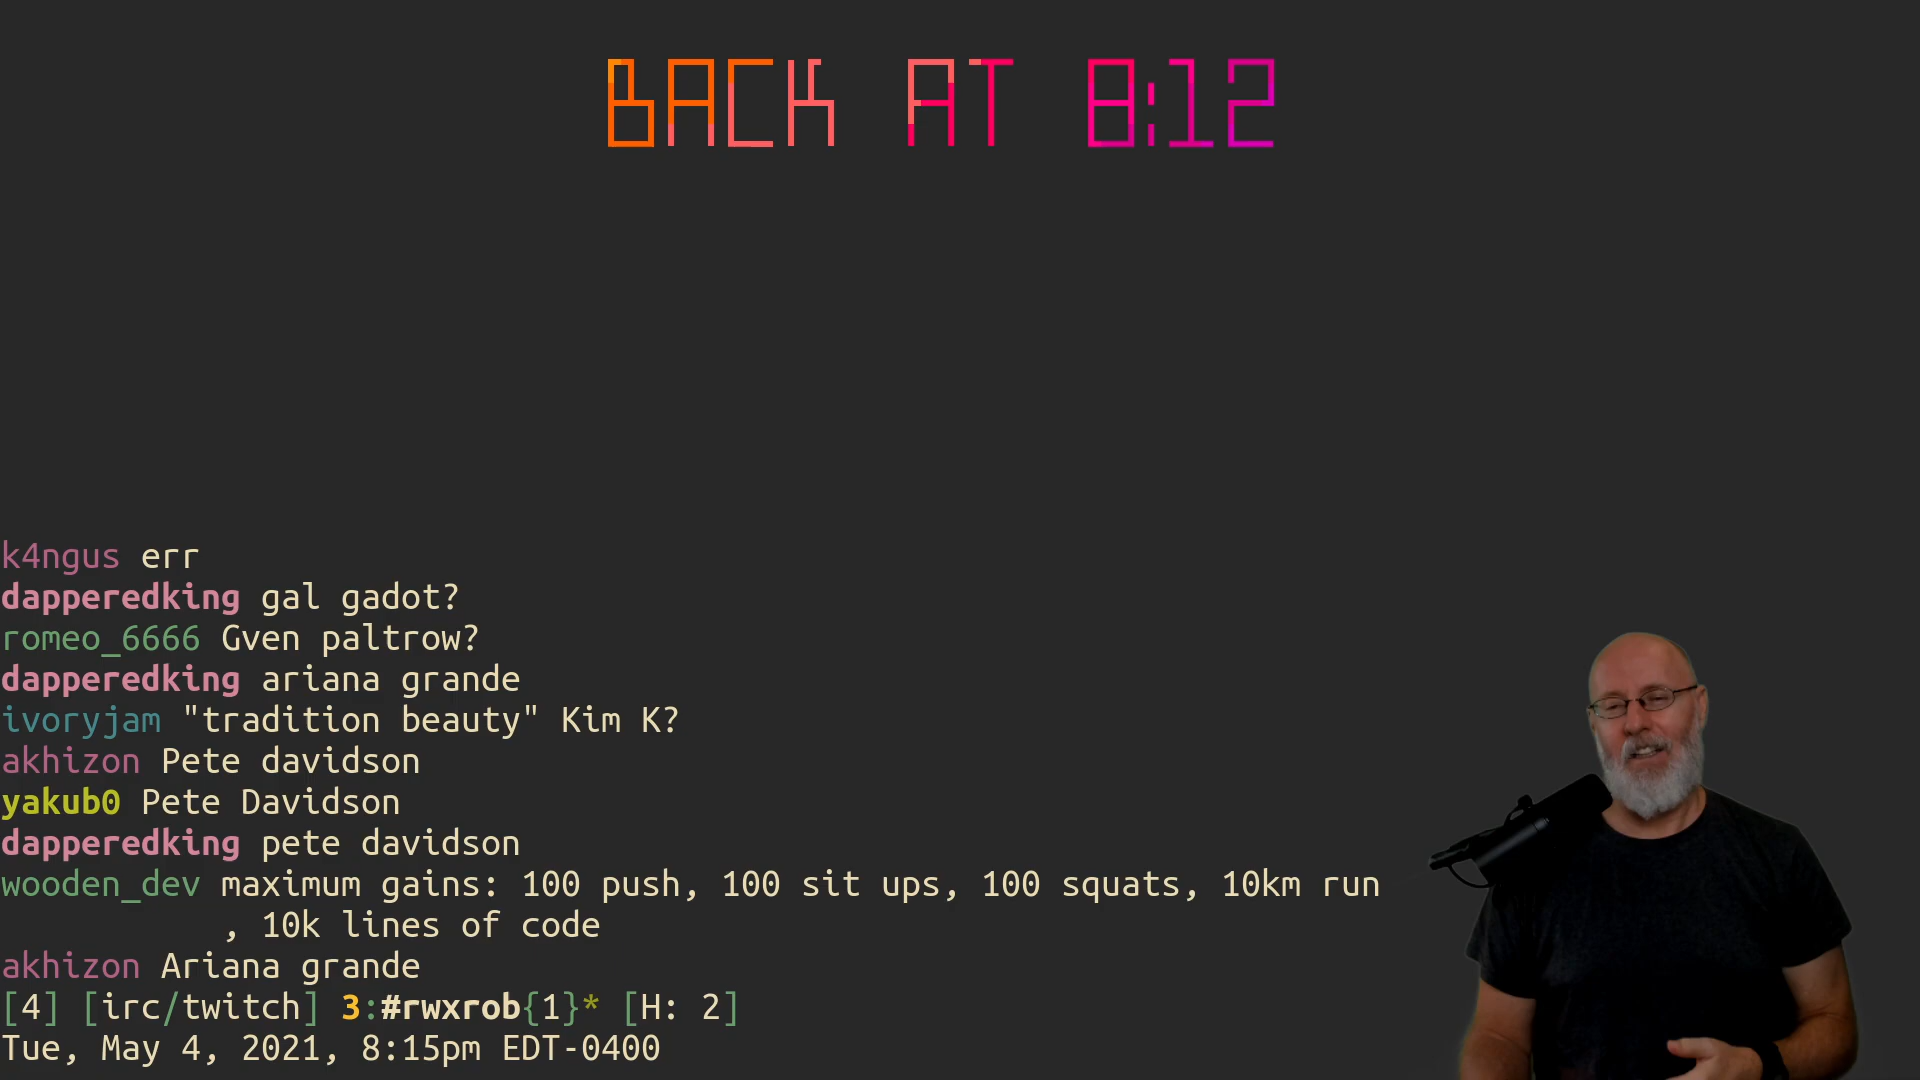 BACK AT 8:12
k4ngus err
dapperedking gal gadot?
romeo_6666 Gven paltrow?
dapperedking ariana grande
ivoryjam "tradition beauty" Kim K?
akhizon Pete davidson
yakub0 Pete Davidson
dapperedking pete davidson
wooden_dev maximum gains: 100 push, 100 sit ups, 100 squats, 10km run
, 10k lines of code
akhizon Ariana grande
[4] [irc/twitch] 3:#rwxrob{1}* [H: 2]
Tue, May 4, 2021, 8:15pm EDT-0400